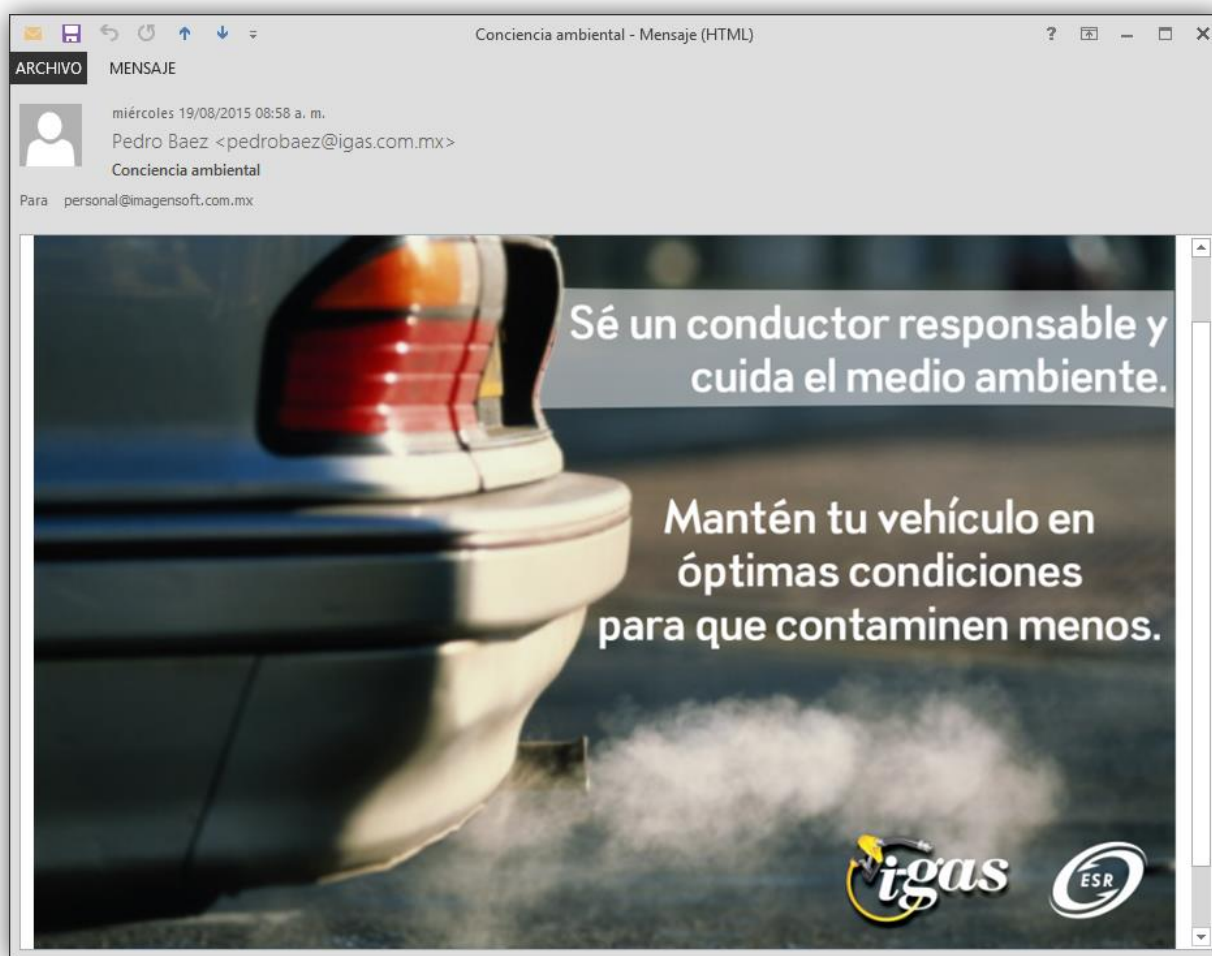 Conciencia ambiental - Mensaje (HTML)
?
ARCHIVO MENSAJE
miércoles 19/08/2015 08:58 a. m.
Pedro Baez <pedrobaez@igas.com.mx>
Conciencia ambiental
Para personal@imagensoft.com.mx
Sé un conductor responsable y
cuida el medio ambiente.
Mantén tu vehículo en
óptimas condiciones
para que contaminen menos.
igas
ESR